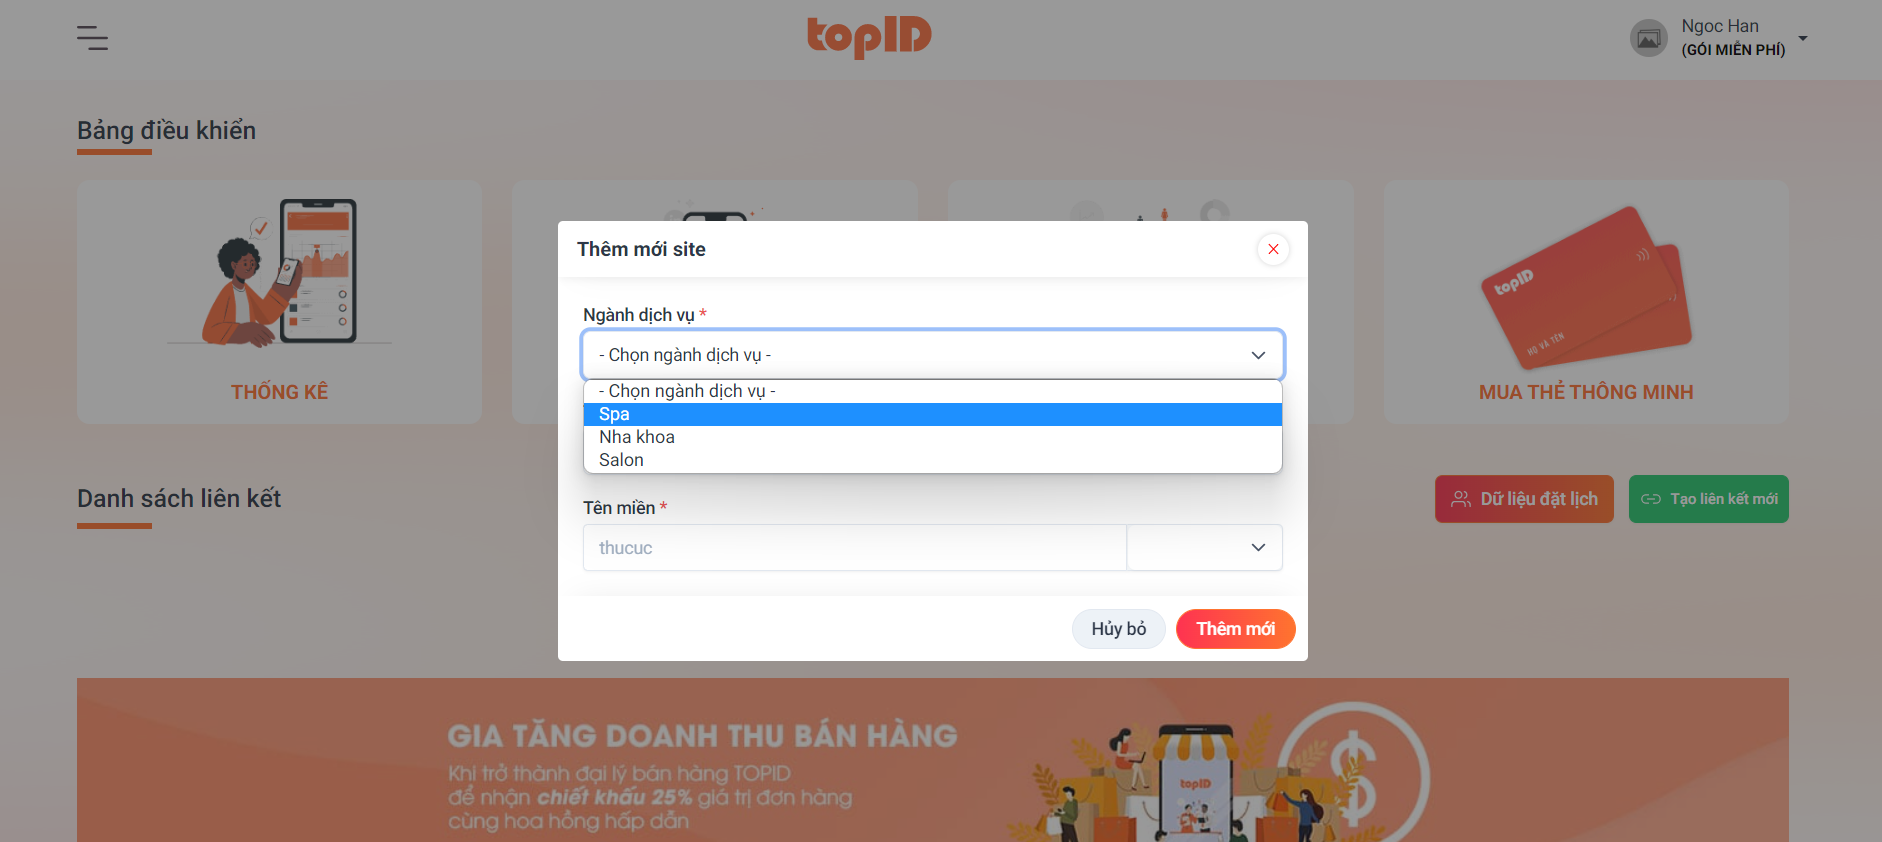 topID
Ngoc Han
(GÓI MIỄN PHÍ)
Bảng điều khiển
THỐNG KÊ
topID
HỌ VÀ TÊN
MUA THẺ THÔNG MINH
Thêm mới site
Ngành dịch vụ *
- Chọn ngành dịch vụ -
- Chọn ngành dịch vụ -
Spa
Nha khoa
Salon
Tên miền *
thucuc
Hủy bỏ
Thêm mới
Danh sách liên kết
Dữ liệu đặt lịch
Tạo liên kết mới
GIA TĂNG DOANH THU BÁN HÀNG
Khi trở thành đại lý bán hàng TOPID
để nhận chiết khấu 25% giá trị đơn hàng
cùng hoa hồng hấp dẫn
topID